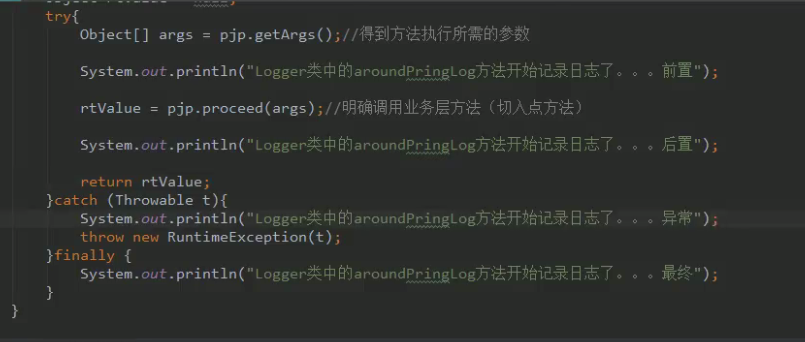 try{
Object[] args = pjp.getArgs();//得到方法执行所需的参数
System.out.println("Logger类中的aroundPringLog方法开始记录日志了。。。前置");
rtValue = pjp.proceed(args);//明确调用业务层方法（切入点方法）
System.out.println("Logger类中的aroundPringLog方法开始记录日志了。。。后置");
return rtValue;
}catch (Throwable t){
System.out.println("Logger类中的aroundPringLog方法开始记录日志了。。。异常");
throw new RuntimeException(t);
}finally {
System.out.println("Logger类中的aroundPringLog方法开始记录日志了。。。最终");
}
}